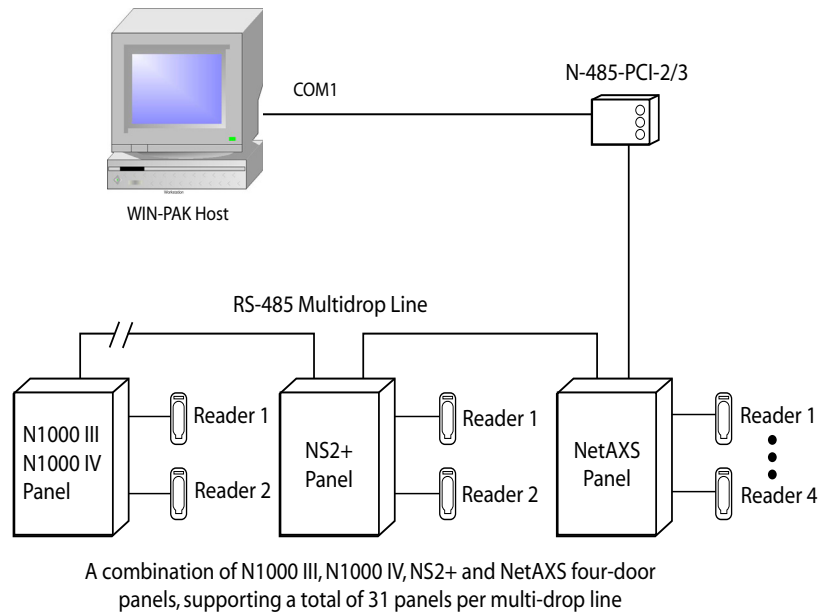 N-485-PCI-2/3
COM1
Workstation
WIN-PAK Host
RS-485 Multidrop Line
N1000 III
N1000 IV
Panel
Reader 1
Reader 2
NS2+
Panel
Reader 1
Reader 2
NetAXS
Panel
Reader 1
Reader 4
A combination of N1000 III, N1000 IV, NS2+ and NetAXS four-door
panels, supporting a total of 31 panels per multi-drop line